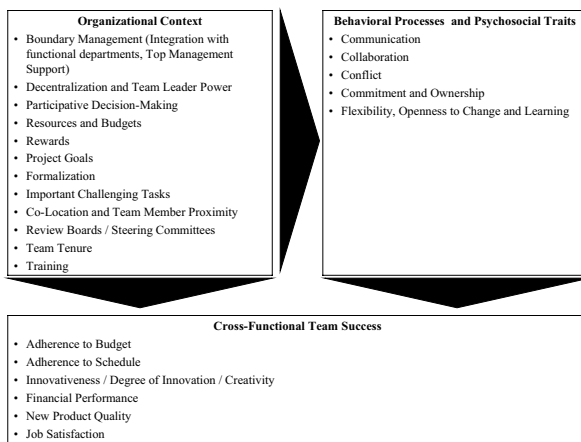 Organizational Context
• Boundary Management (Integration with
functional departments, Top Management
Support)
• Decentralization and Team Leader Power
• Participative Decision-Making
• Resources and Budgets
• Rewards
• Project Goals
• Formalization
• Important Challenging Tasks
• Co-Location and Team Member Proximity
• Review Boards / Steering Committees
• Team Tenure
• Training
Behavioral Processes and Psychosocial Traits
• Communication
• Collaboration
• Conflict
• Commitment and Ownership
• Flexibility, Openness to Change and Learning
Cross-Functional Team Success
• Adherence to Budget
• Adherence to Schedule
• Innovativeness / Degree of Innovation / Creativity
• Financial Performance
• New Product Quality
• Job Satisfaction